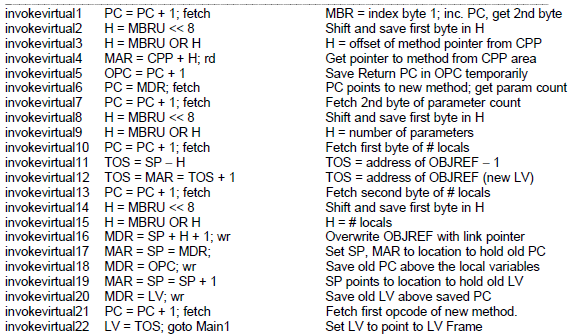 invokevirtual1 PC = PC + 1; fetch MBR = index byte 1; inc. PC, get 2nd byte
invokevirtual2 H = MBRU << 8 Shift and save first byte in H
invokevirtual3 H = MBRU OR H H = offset of method pointer from CPP
invokevirtual4 MAR = CPP + H; rd Get pointer to method from CPP area
invokevirtual5 OPC = PC + 1 Save Return PC in OPC temporarily
invokevirtual6 PC = MDR; fetch PC points to new method; get param count
invokevirtual7 PC = PC + 1; fetch Fetch 2nd byte of parameter count
invokevirtual8 H = MBRU << 8 Shift and save first byte in H
invokevirtual9 H = MBRU OR H H = number of parameters
invokevirtual10 PC = PC + 1; fetch Fetch first byte of # locals
invokevirtual11 TOS = SP – H TOS = address of OBJREF – 1
invokevirtual12 TOS = MAR = TOS + 1 TOS = address of OBJREF (new LV)
invokevirtual13 PC = PC + 1; fetch Fetch second byte of # locals
invokevirtual14 H = MBRU << 8 Shift and save first byte in H
invokevirtual15 H = MBRU OR H H = # locals
invokevirtual16 MDR = SP + H + 1; wr Overwrite OBJREF with link pointer
invokevirtual17 MAR = SP = MDR; Set SP, MAR to location to hold old PC
invokevirtual18 MDR = OPC; wr Save old PC above the local variables
invokevirtual19 MAR = SP = SP + 1 SP points to location to hold old LV
invokevirtual20 MDR = LV; wr Save old LV above saved PC
invokevirtual21 PC = PC + 1; fetch Fetch first opcode of new method.
invokevirtual22 LV = TOS; goto Main1 Set LV to point to LV Frame